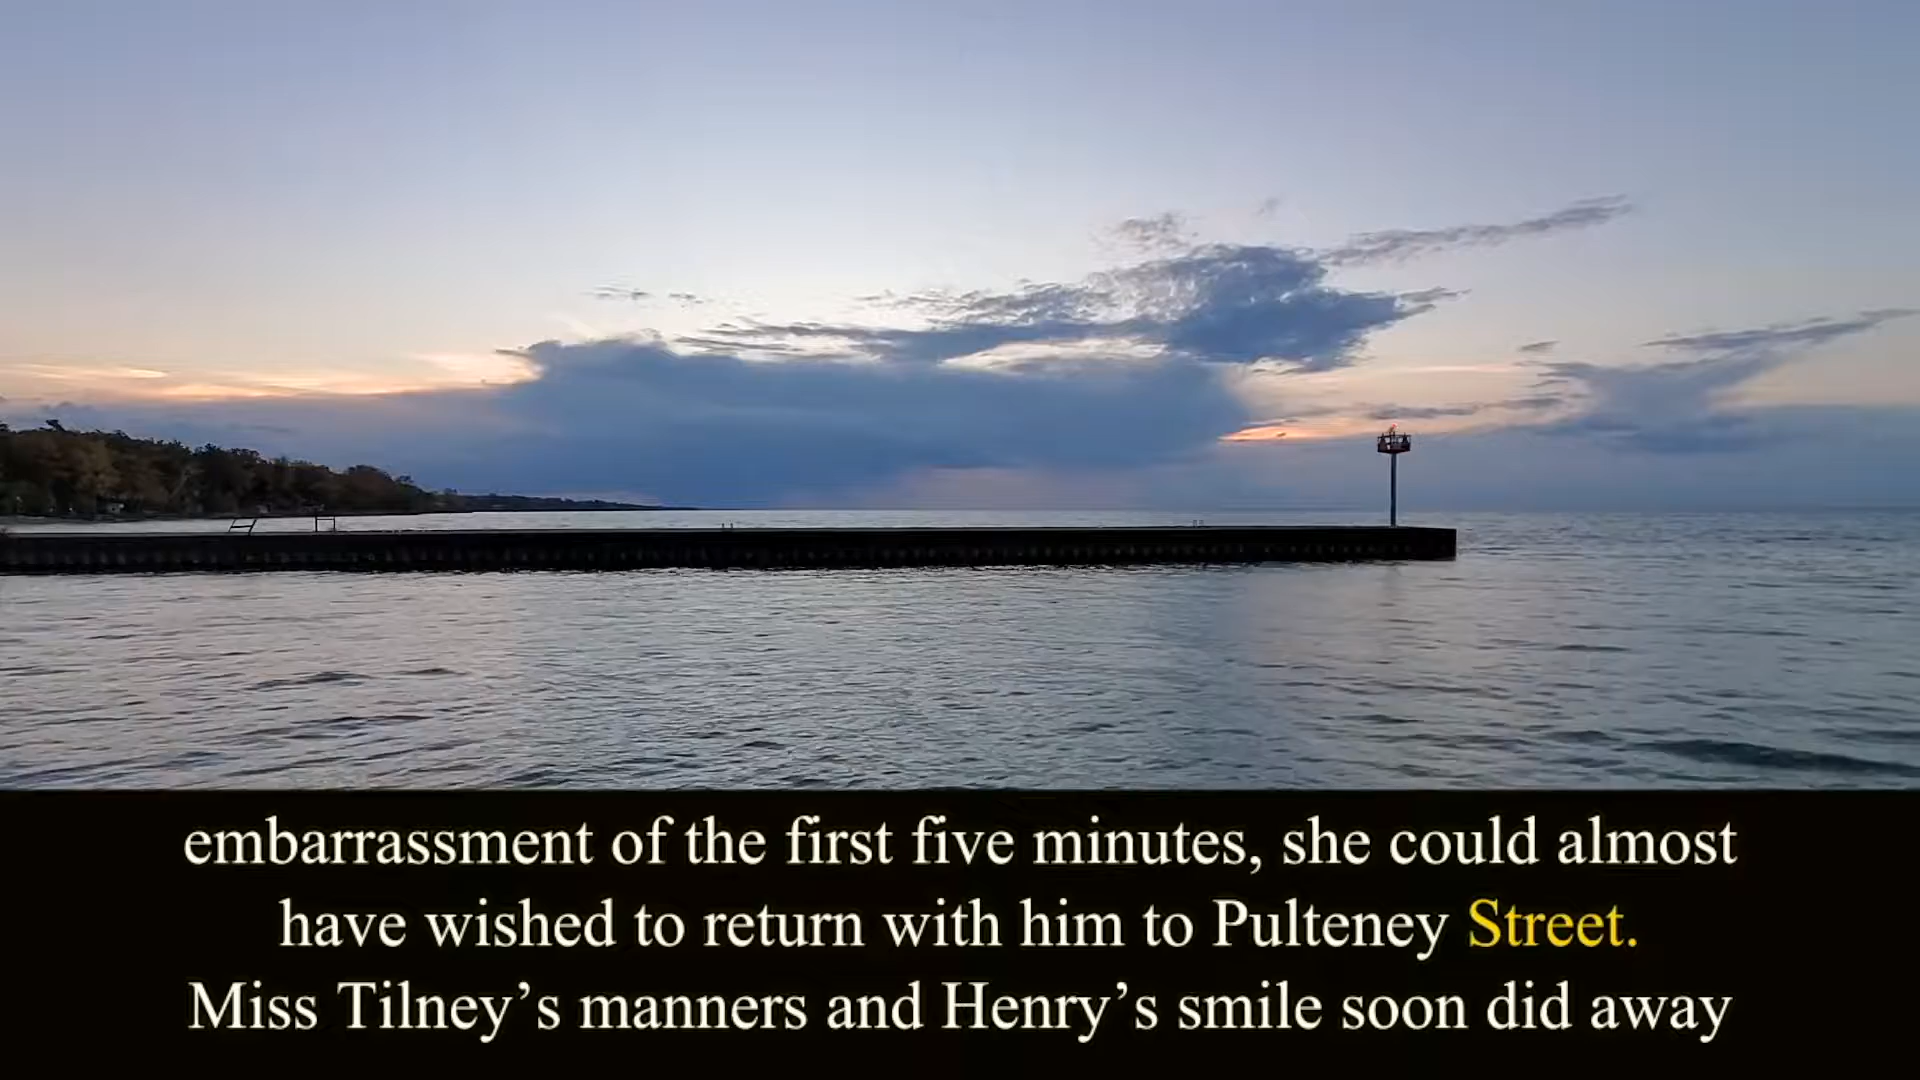 embarrassment of the first five minutes, she could almost
have wished to return with him to Pulteney Street.
Miss Tilney’s manners and Henry’s smile soon did away